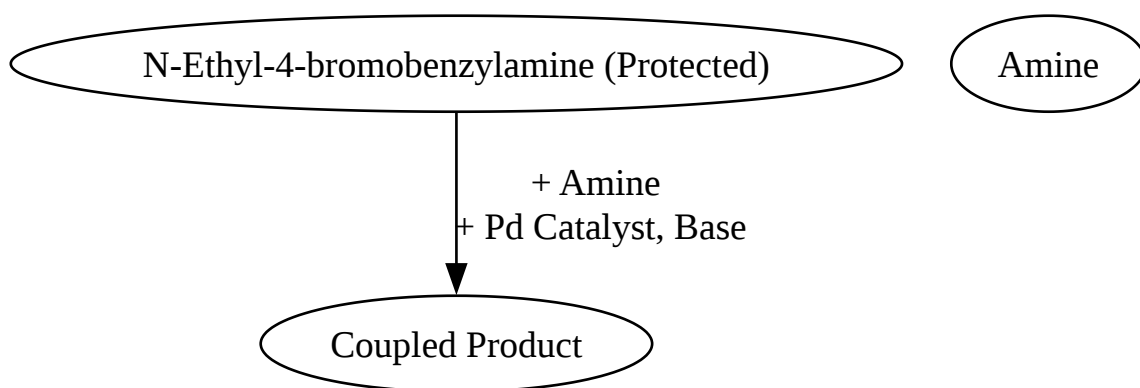 N-Ethyl-4-bromobenzylamine (Protected)
Amine
+ Amine
+ Pd Catalyst, Base
Coupled Product